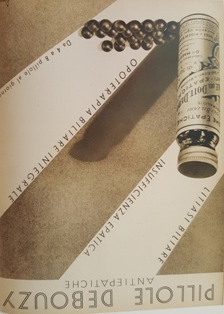 PILLOLE DEBOUZY
ANTIEPATICHE
LITIASI BILIARE
INSUFFICIENZA EPATICA
OPOTERAPIA BILIARE INTEGRALE
Da 4 a 8 pillole al giorno